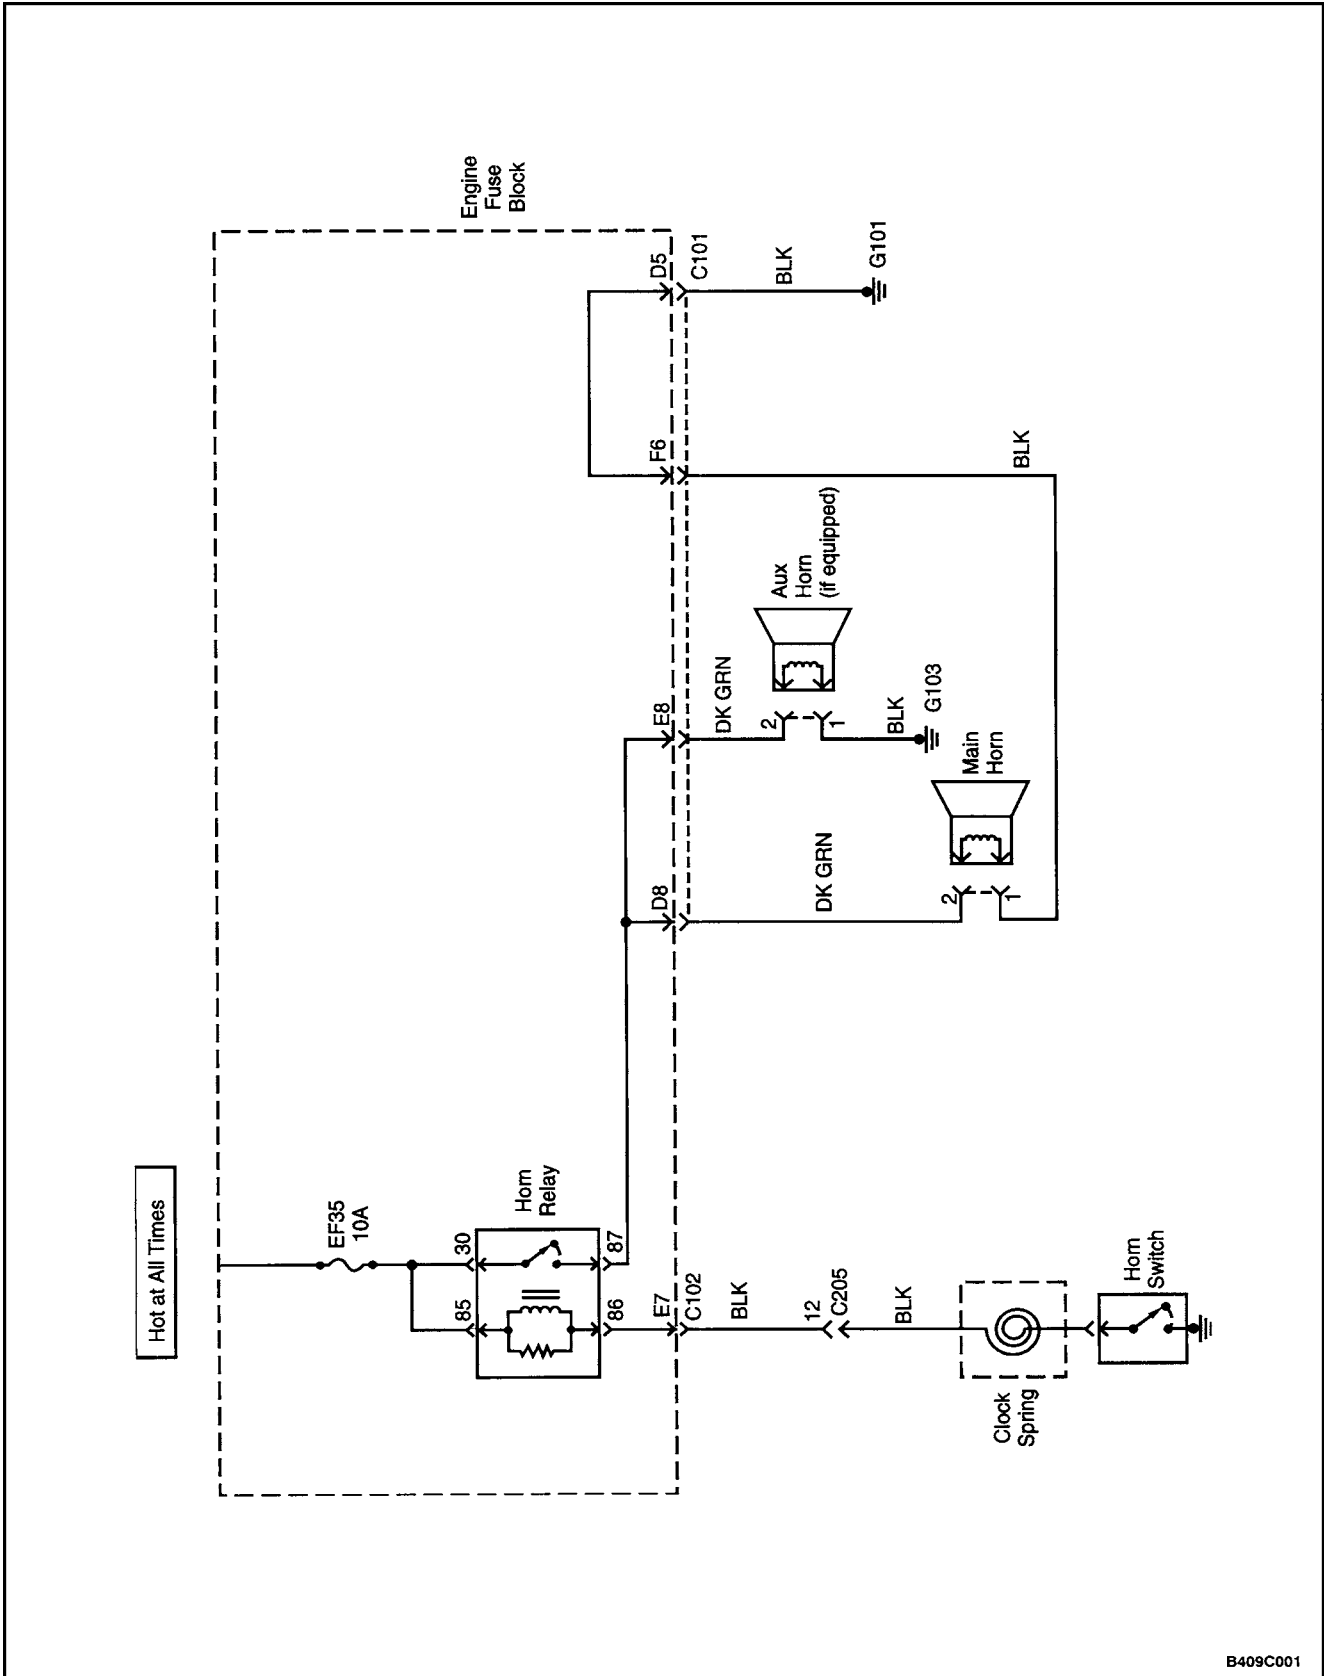 Hot at All Times
EF35
10A
Engine
Fuse
Block
85
30
Horn
Relay
86
87
E7
C102
D8
E8
F6
D5
C101
BLK
12
C205
BLK
Clock
Spring
Horn
Switch
DK GRN
2
1
Main
Horn
DK GRN
2
1
Aux
Horn
(if equipped)
BLK
G103
BLK
BLK
G101
B409C001